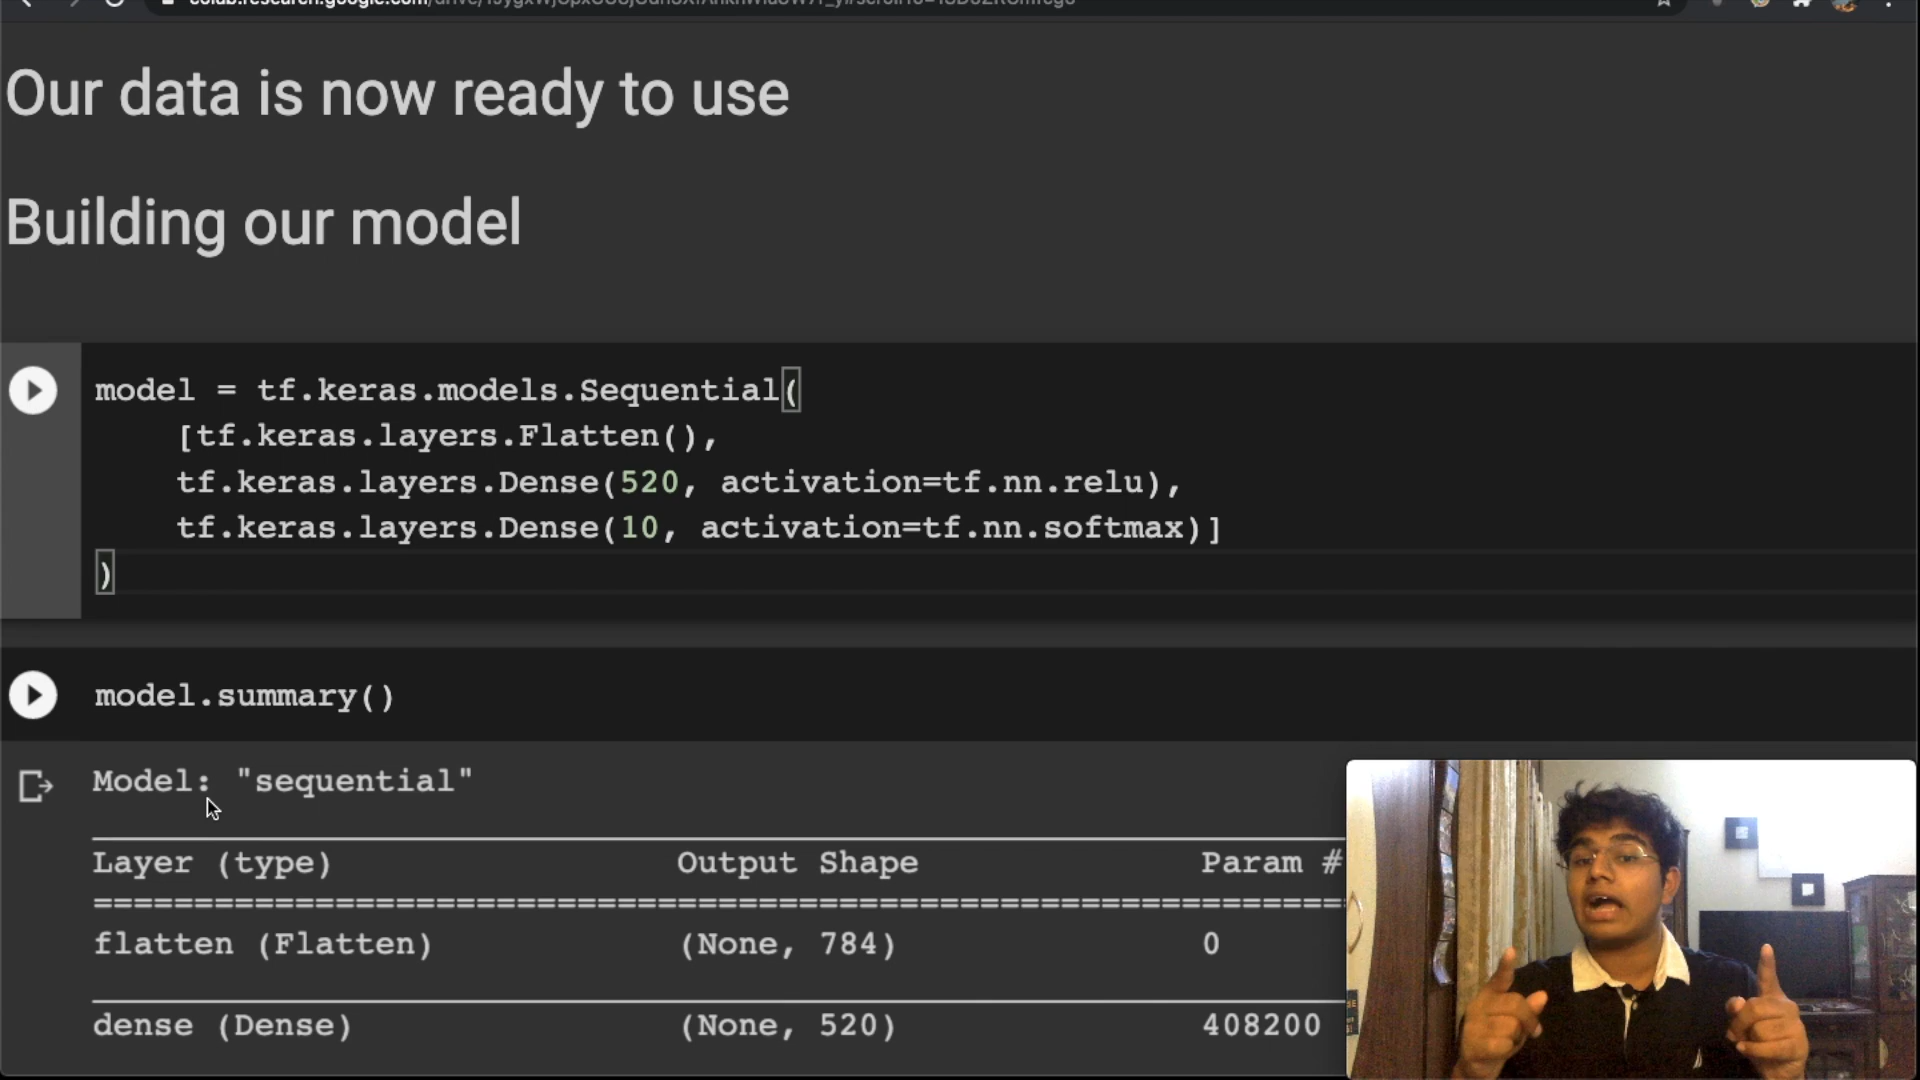 Our data is now ready to use
Building our model
model = tf.keras.models.Sequential(
[tf.keras.layers.Flatten(),
tf.keras.layers.Dense(520, activation=tf.nn.relu),
tf.keras.layers.Dense(10, activation=tf.nn.softmax)]
)
model.summary()
Model: "sequential"
Layer (type) Output Shape Param #
flatten (Flatten) (None, 784) 0
dense (Dense) (None, 520) 408200